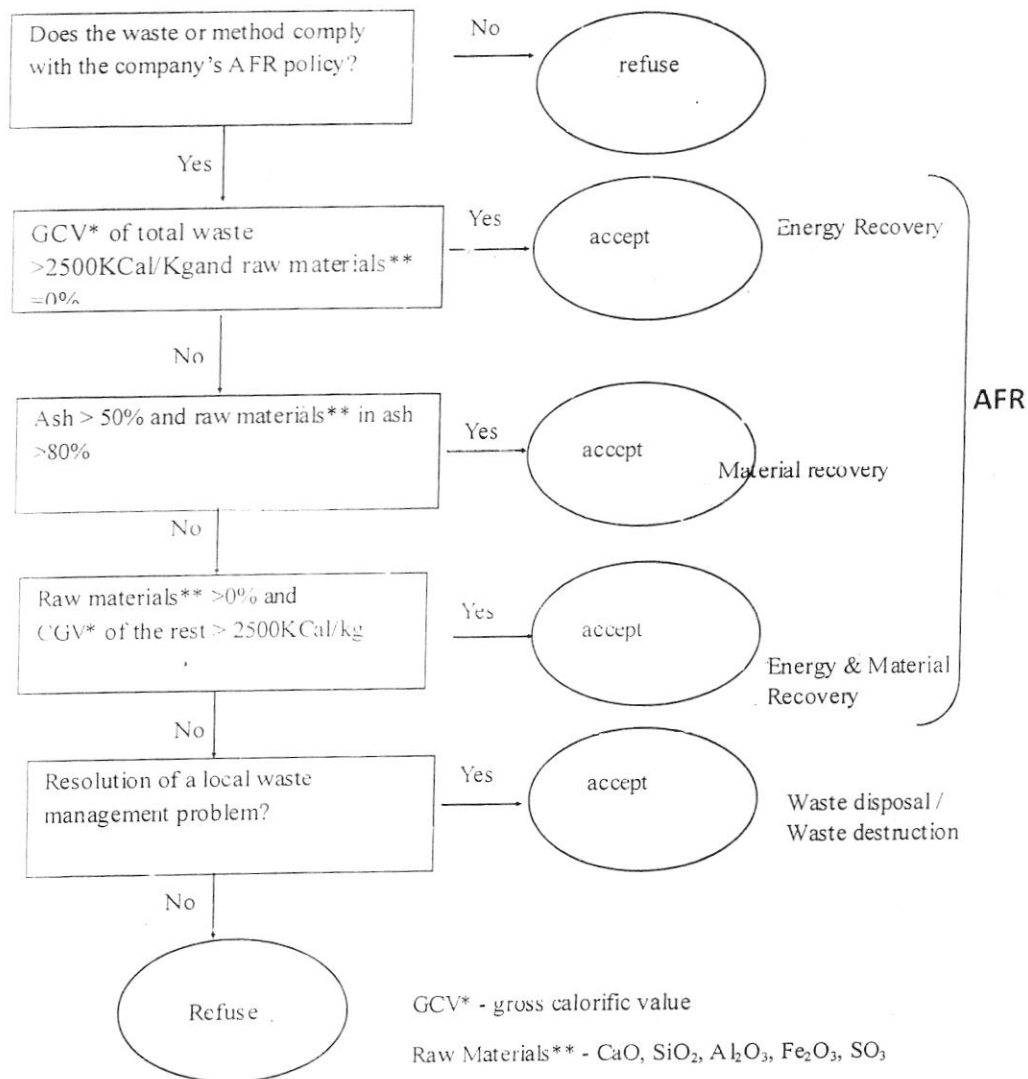 Does the waste or method comply
with the company's AFR policy?
No
refuse
Yes
GCV* of total waste
>2500KCal/Kgand raw materials**
=0%
Yes
accept
Energy Recovery
No
Ash > 50% and raw materials** in ash
>80%
Yes
accept
Material recovery
AFR
No
Raw materials** >0% and
CGV* of the rest > 2500KCal/kg
Yes
accept
Energy & Material
Recovery
No
Resolution of a local waste
management problem?
Yes
accept
Waste disposal /
Waste destruction
No
Refuse
GCV* - gross calorific value
Raw Materials** - CaO, SiO₂, Al₂O₃, Fe₂O₃, SO₃